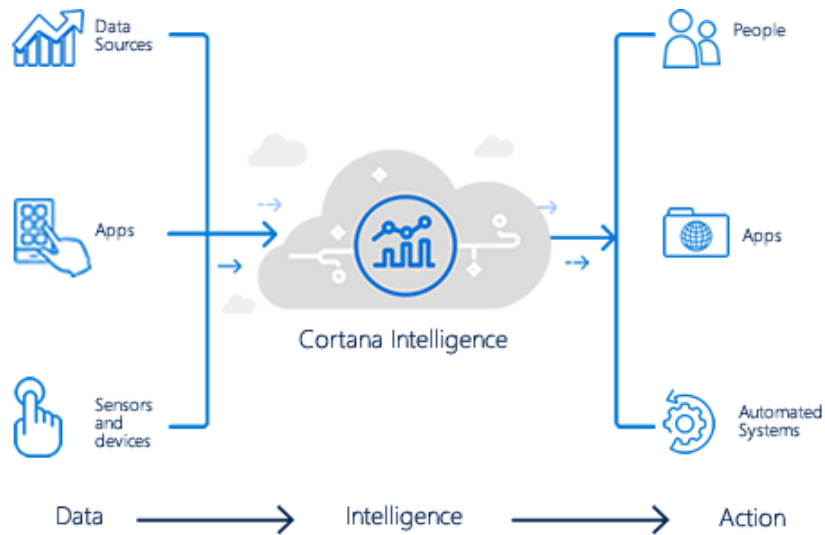 Data
Sources
People
Apps
Apps
Cortana Intelligence
Sensors
and
devices
Automated
Systems
Data
Intelligence
Action